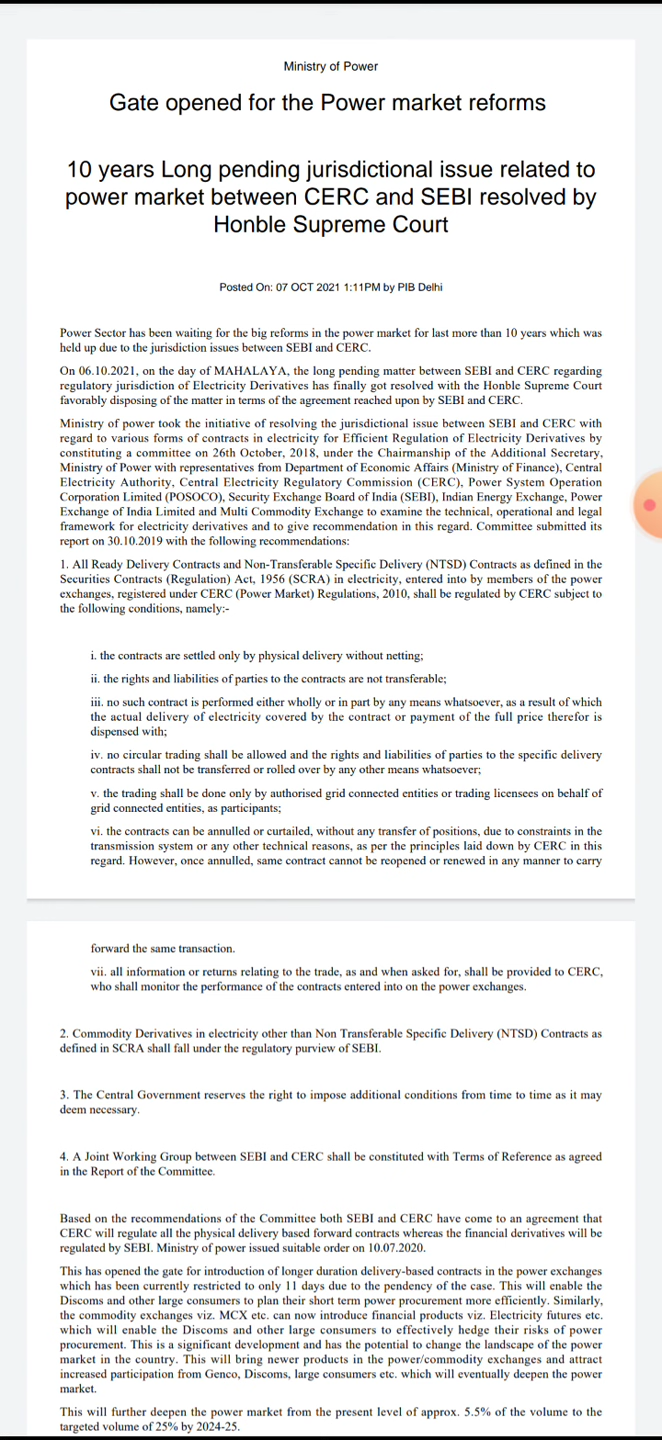 Ministry of Power
Gate opened for the Power market reforms
10 years Long pending jurisdictional issue related to
power market between CERC and SEBI resolved by
Honble Supreme Court
Posted On: 07 OCT 2021 1:11PM by PIB Delhi
Power Sector has been waiting for the big reforms in the power market for last more than 10 years which was
held up due to the jurisdiction issues between SEBI and CERC.
On 06.10.2021, on the day of MAHALAYA, the long pending matter between SEBI and CERC regarding
regulatory jurisdiction of Electricity Derivatives has finally got resolved with the Honble Supreme Court
favorably disposing of the matter in terms of the agreement reached upon by SEBI and CERC.
Ministry of power took the initiative of resolving the jurisdictional issue between SEBI and CERC with
regard to various forms of contracts in electricity for Efficient Regulation of Electricity Derivatives by
constituting a committee on 26th October, 2018, under the Chairmanship of the Additional Secretary,
Ministry of Power with representatives from Department of Economic Affairs (Ministry of Finance), Central
Electricity Authority, Central Electricity Regulatory Commission (CERC), Power System Operation
Corporation Limited (POSOCO), Security Exchange Board of India (SEBI), Indian Energy Exchange, Power
Exchange of India Limited and Multi Commodity Exchange to examine the technical, operational and legal
framework for electricity derivatives and to give recommendation in this regard. Committee submitted its
report on 30.10.2019 with the following recommendations:
1. All Ready Delivery Contracts and Non-Transferable Specific Delivery (NTSD) Contracts as defined in the
Securities Contracts (Regulation) Act, 1956 (SCRA) in electricity, entered into by members of the power
exchanges, registered under CERC (Power Market) Regulations, 2010, shall be regulated by CERC subject to
the following conditions, namely:-
i. the contracts are settled only by physical delivery without netting;
ii. the rights and liabilities of parties to the contracts are not transferable;
iii. no such contract is performed either wholly or in part by any means whatsoever, as a result of which
the actual delivery of electricity covered by the contract or payment of the full price therefor is
dispensed with;
iv. no circular trading shall be allowed and the rights and liabilities of parties to the specific delivery
contracts shall not be transferred or rolled over by any other means whatsoever;
v. the trading shall be done only by authorised grid connected entities or trading licensees on behalf of
grid connected entities, as participants;
vi. the contracts can be annulled or curtailed, without any transfer of positions, due to constraints in the
transmission system or any other technical reasons, as per the principles laid down by CERC in this
regard. However, once annulled, same contract cannot be reopened or renewed in any manner to carry
forward the same transaction.
vii. all information or returns relating to the trade, as and when asked for, shall be provided to CERC,
who shall monitor the performance of the contracts entered into on the power exchanges.
2. Commodity Derivatives in electricity other than Non Transferable Specific Delivery (NTSD) Contracts as
defined in SCRA shall fall under the regulatory purview of SEBI.
3. The Central Government reserves the right to impose additional conditions from time to time as it may
deem necessary.
4. A Joint Working Group between SEBI and CERC shall be constituted with Terms of Reference as agreed
in the Report of the Committee.
Based on the recommendations of the Committee both SEBI and CERC have come to an agreement that
CERC will regulate all the physical delivery based forward contracts whereas the financial derivatives will be
regulated by SEBI. Ministry of power issued suitable order on 10.07.2020.
This has opened the gate for introduction of longer duration delivery-based contracts in the power exchanges
which has been currently restricted to only 11 days due to the pendency of the case. This will enable the
Discoms and other large consumers to plan their short term power procurement more efficiently. Similarly,
the commodity exchanges viz. MCX etc. can now introduce financial products viz. Electricity futures etc.
which will enable the Discoms and other large consumers to effectively hedge their risks of power
procurement. This is a significant development and has the potential to change the landscape of the power
market in the country. This will bring newer products in the power/commodity exchanges and attract
increased participation from Genco, Discoms, large consumers etc. which will eventually deepen the power
market.
This will further deepen the power market from the present level of approx. 5.5% of the volume to the
targeted volume of 25% by 2024-25.